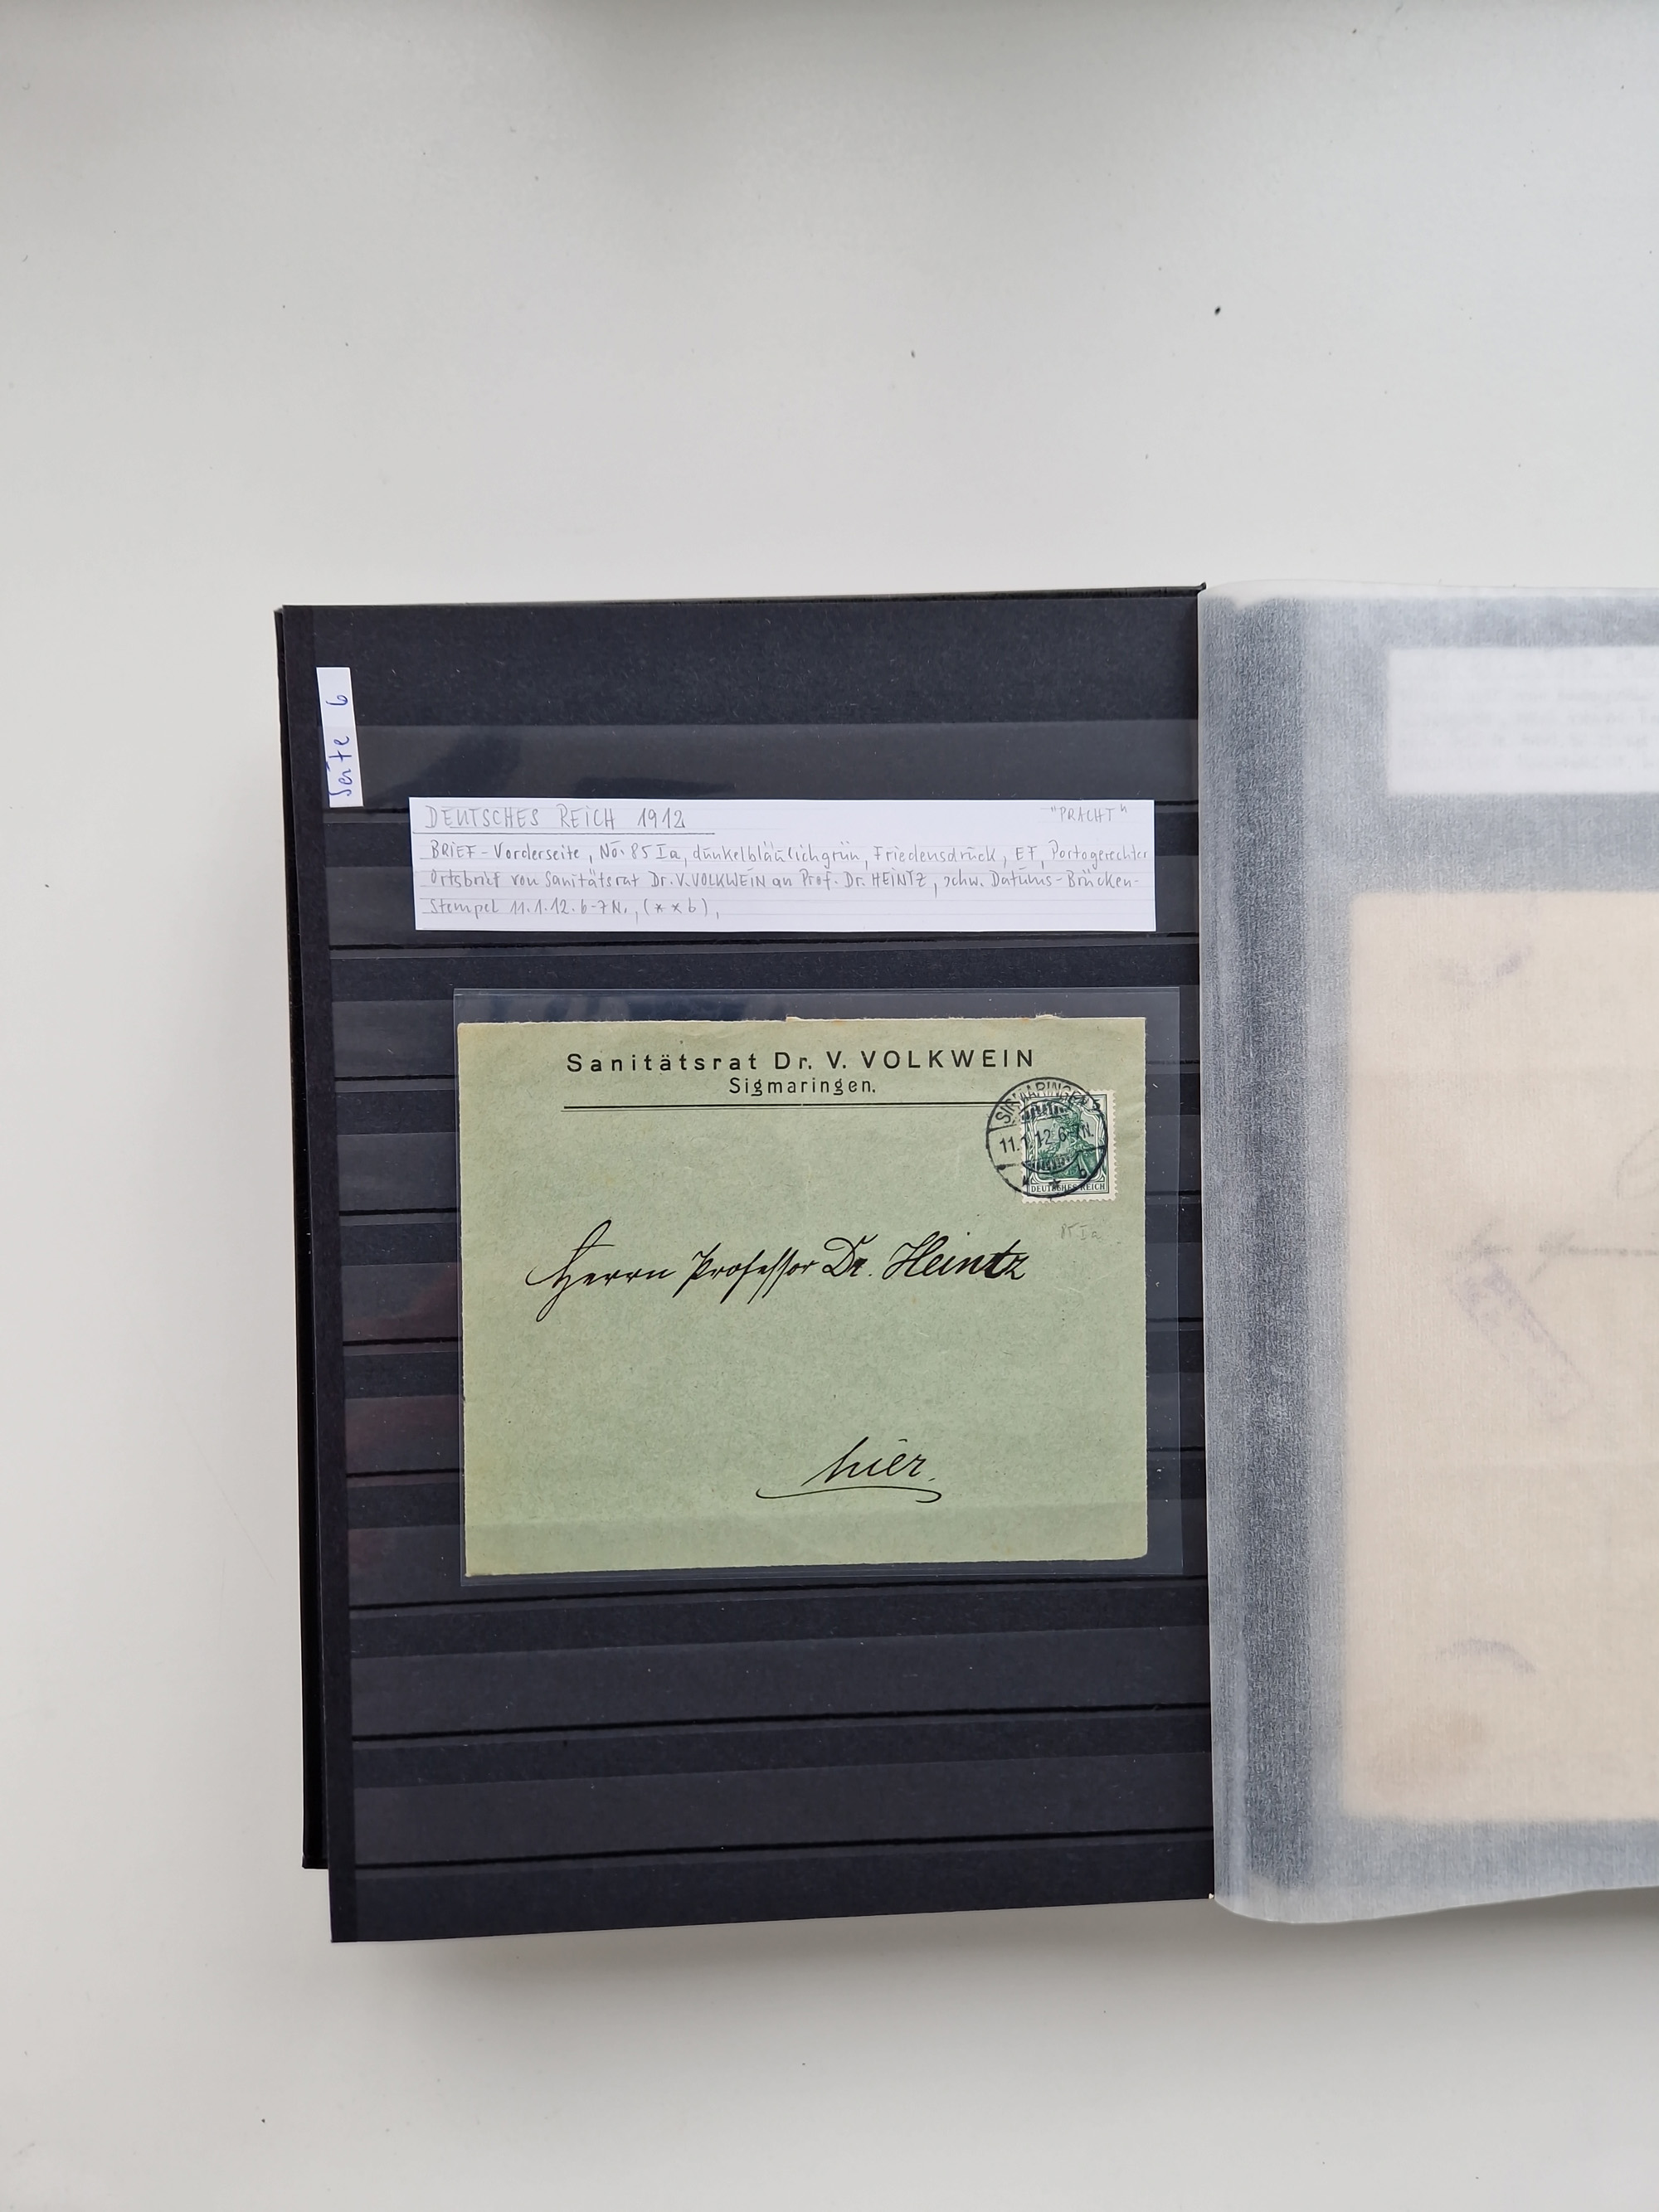 Seite 6
DEUTSCHES REICH 1912
"PRACHT"
BRIEF-Vorderseite, No. 85 Ia, dunkelbläulichgrün, Friedensdruck, EF, Portogerechter
Ortsbrief von Sanitätsrat Dr. V. VOLKWEIN an Prof. Dr. HEINTZ, schw. Datums-Brücken-
Stempel 11.1.12. 6-7 N., (* * b),
Sanitätsrat Dr. V. VOLKWEIN
Sigmaringen.
SIGMARINGEN
5
11.1.12.6-7N.
* * b
DEUTSCHES REICH
85 Ia
Herrn Professor Dr. Heintz
hier.